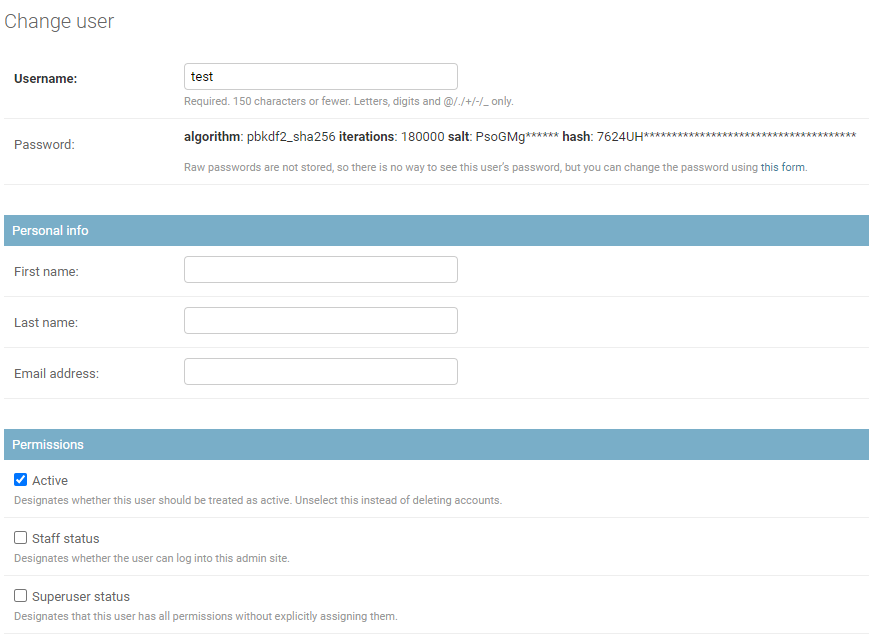 Change user
Username: test
Required. 150 characters or fewer. Letters, digits and @/./+/-/_ only.
Password: algorithm: pbkdf2_sha256 iterations: 180000 salt: PsoGMg****** hash: 7624UH**************************************
Raw passwords are not stored, so there is no way to see this user's password, but you can change the password using this form.
Personal info
First name:
Last name:
Email address:
Permissions
Active
Designates whether this user should be treated as active. Unselect this instead of deleting accounts.
Staff status
Designates whether the user can log into this admin site.
Superuser status
Designates that this user has all permissions without explicitly assigning them.